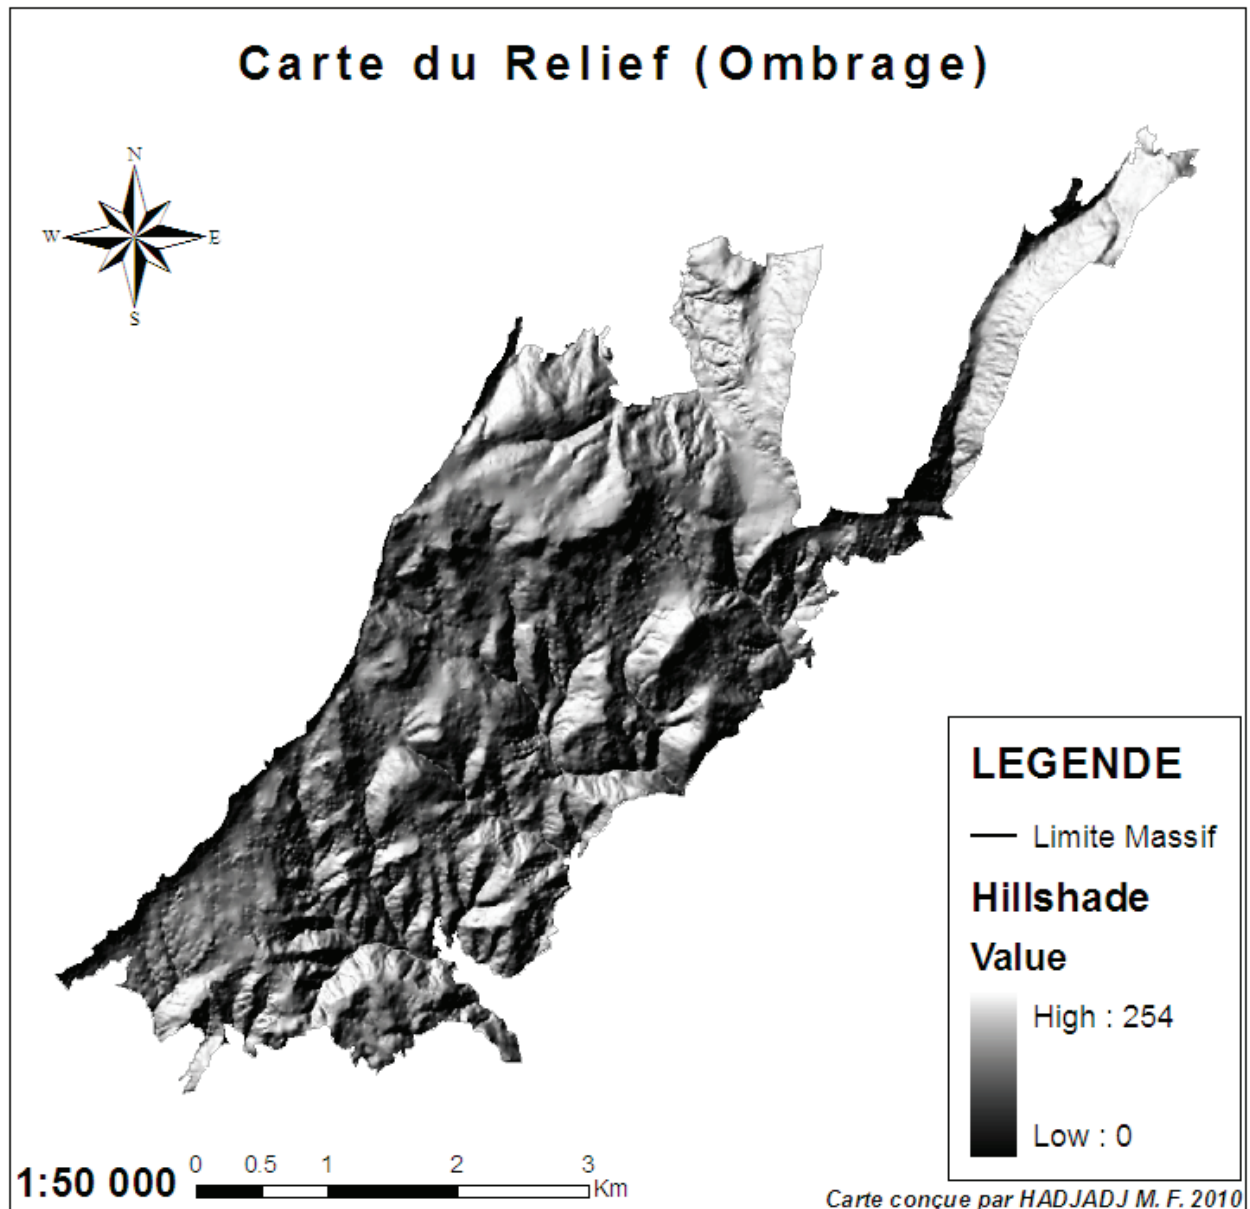 Carte du Relief (Ombrage)
N
W E
S
LEGENDE
Limite Massif
Hillshade
Value
High : 254
Low : 0
1:50 000
0 0.5 1 2 3
Km
Carte conçue par HADJADJ M. F. 2010